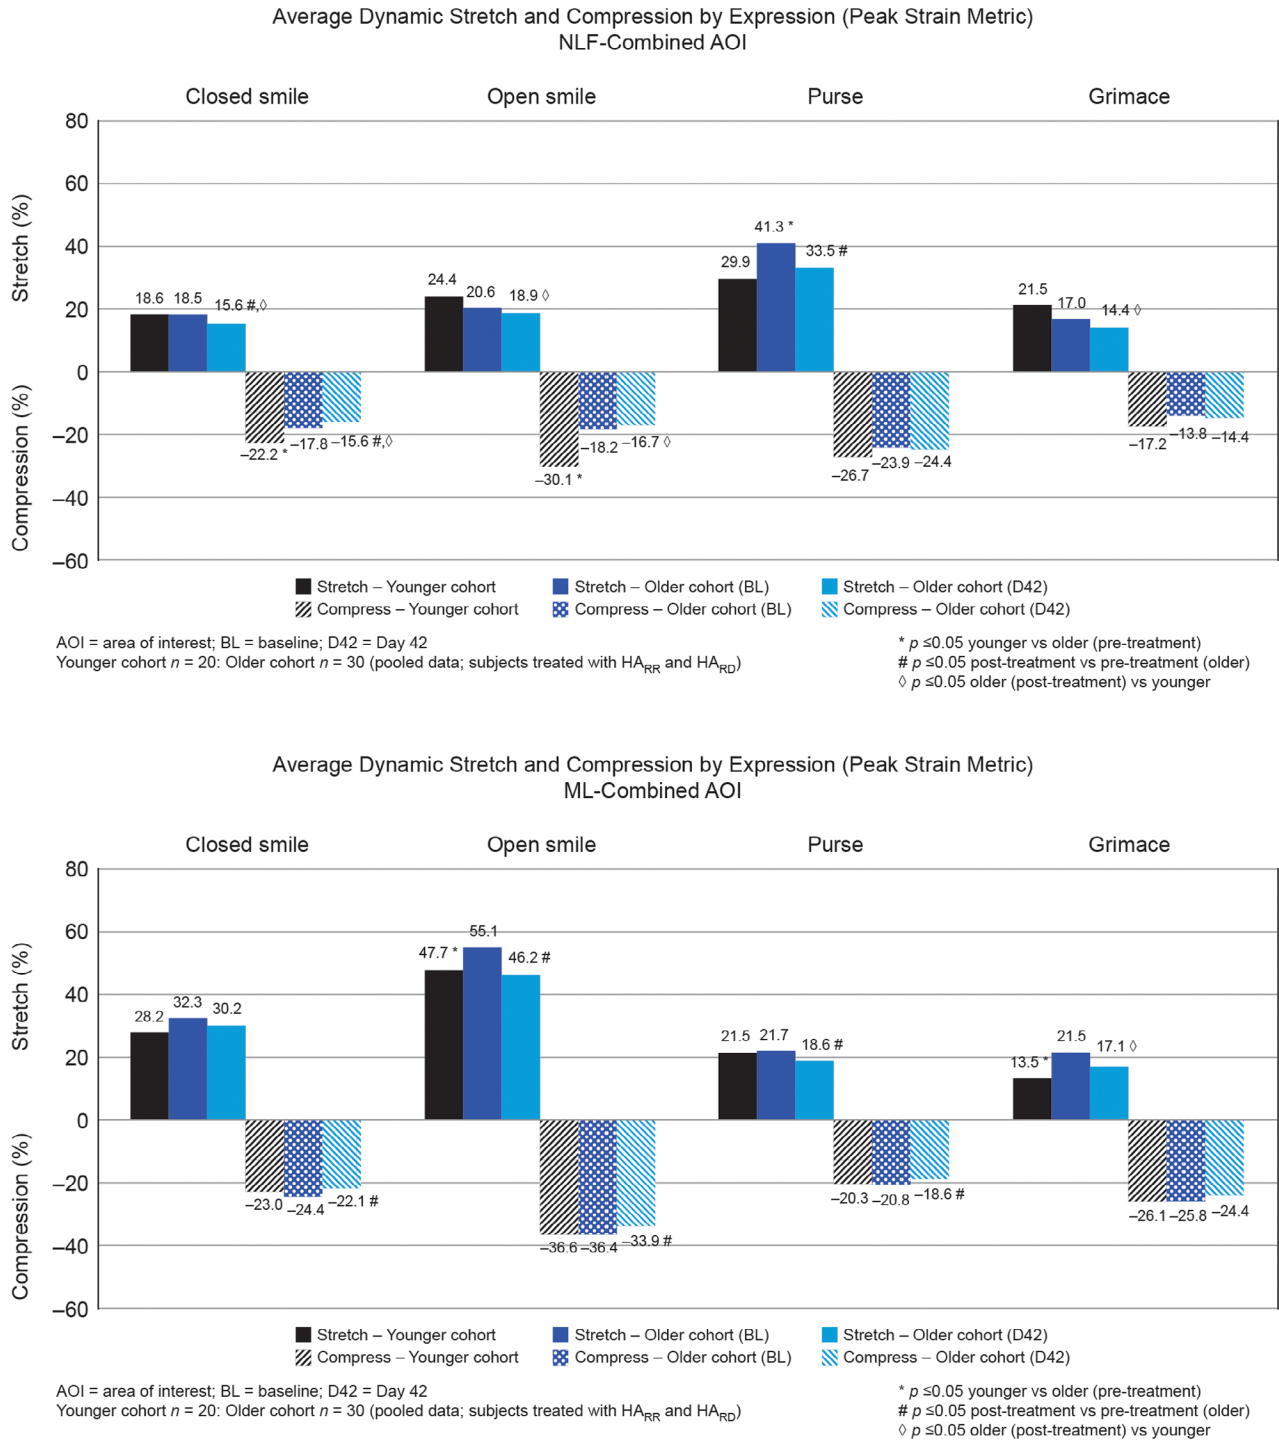 Average Dynamic Stretch and Compression by Expression (Peak Strain Metric)
NLF-Combined AOI
Closed smile Open smile Purse Grimace
Stretch (%)
Compression (%)
80
60
40
20
0
–20
–40
–60
18.6 18.5 15.6 #,◊
–22.2 * –17.8 –15.6 #,◊
24.4 20.6 18.9 ◊
–30.1 * –18.2 –16.7 ◊
29.9 41.3 * 33.5 #
–26.7 –23.9 –24.4
21.5 17.0 14.4 ◊
–17.2 –13.8 –14.4
Stretch – Younger cohort Stretch – Older cohort (BL) Stretch – Older cohort (D42)
Compress – Younger cohort Compress – Older cohort (BL) Compress – Older cohort (D42)
AOI = area of interest; BL = baseline; D42 = Day 42
Younger cohort n = 20: Older cohort n = 30 (pooled data; subjects treated with HARR and HARD)
* p ≤0.05 younger vs older (pre-treatment)
# p ≤0.05 post-treatment vs pre-treatment (older)
◊ p ≤0.05 older (post-treatment) vs younger
Average Dynamic Stretch and Compression by Expression (Peak Strain Metric)
ML-Combined AOI
Closed smile Open smile Purse Grimace
Stretch (%)
Compression (%)
80
60
40
20
0
–20
–40
–60
28.2 32.3 30.2
–23.0 –24.4 –22.1 #
47.7 * 55.1 46.2 #
–36.6 –36.4 –33.9 #
21.5 21.7 18.6 #
–20.3 –20.8 –18.6 #
13.5 * 21.5 17.1 ◊
–26.1 –25.8 –24.4
Stretch – Younger cohort Stretch – Older cohort (BL) Stretch – Older cohort (D42)
Compress – Younger cohort Compress – Older cohort (BL) Compress – Older cohort (D42)
AOI = area of interest; BL = baseline; D42 = Day 42
Younger cohort n = 20: Older cohort n = 30 (pooled data; subjects treated with HARR and HARD)
* p ≤0.05 younger vs older (pre-treatment)
# p ≤0.05 post-treatment vs pre-treatment (older)
◊ p ≤0.05 older (post-treatment) vs younger